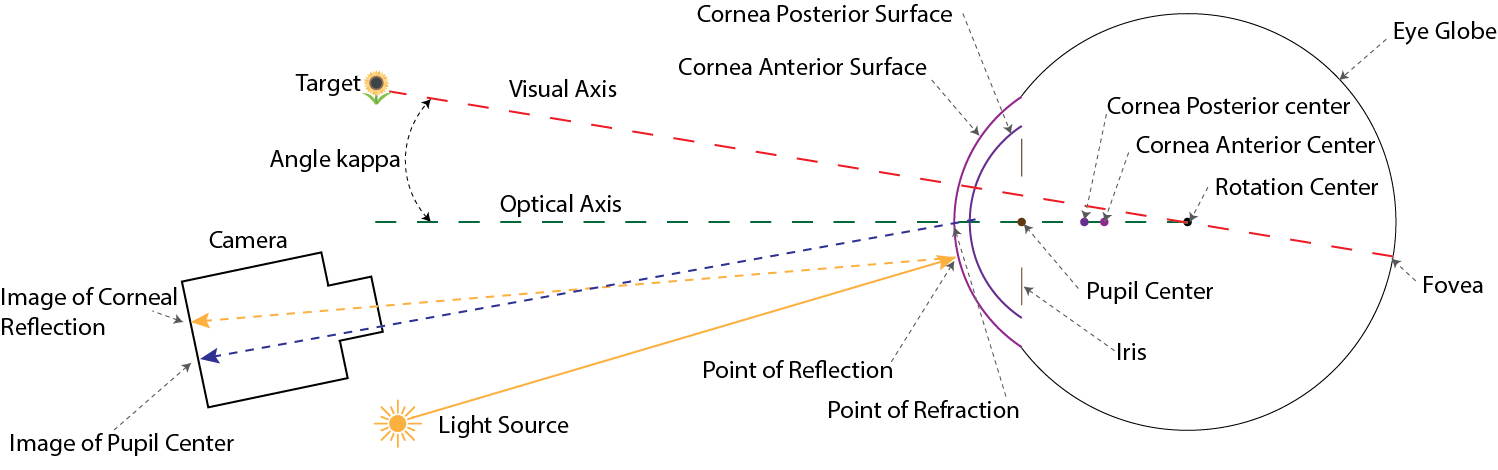 Cornea Posterior Surface
Eye Globe
Cornea Anterior Surface
Target
Visual Axis
Cornea Posterior center
Cornea Anterior Center
Angle kappa
Rotation Center
Optical Axis
Camera
Image of Corneal
Reflection
Pupil Center
Fovea
Iris
Point of Reflection
Point of Refraction
Light Source
Image of Pupil Center